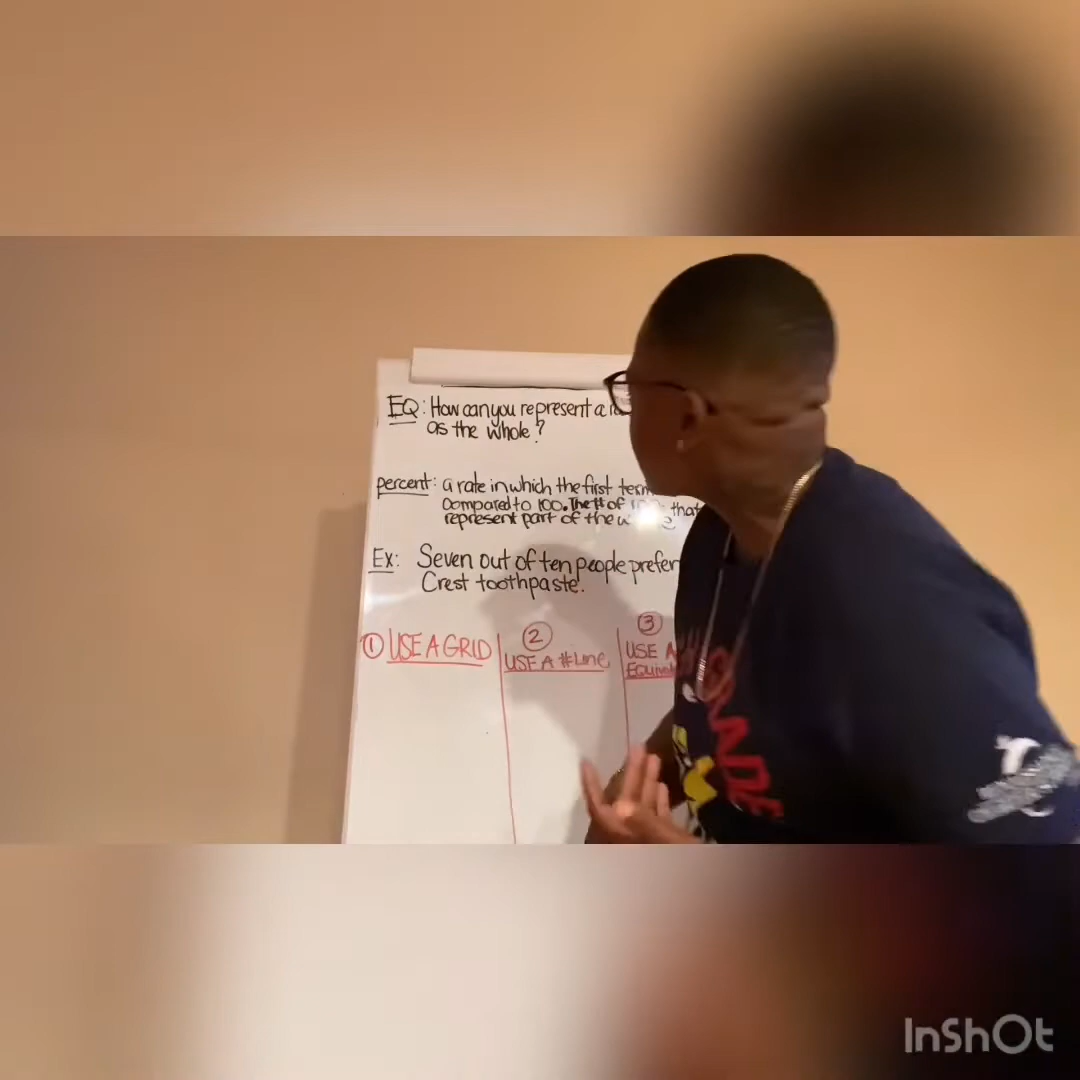 EQ: How can you represent a
as the whole?
percent: a rate in which the first term
compared to 100. The # of that
represent part of the
Ex: Seven out of ten people prefer
Crest toothpaste.
① USE A GRID
② USE A #Line
③ USE
InShOt